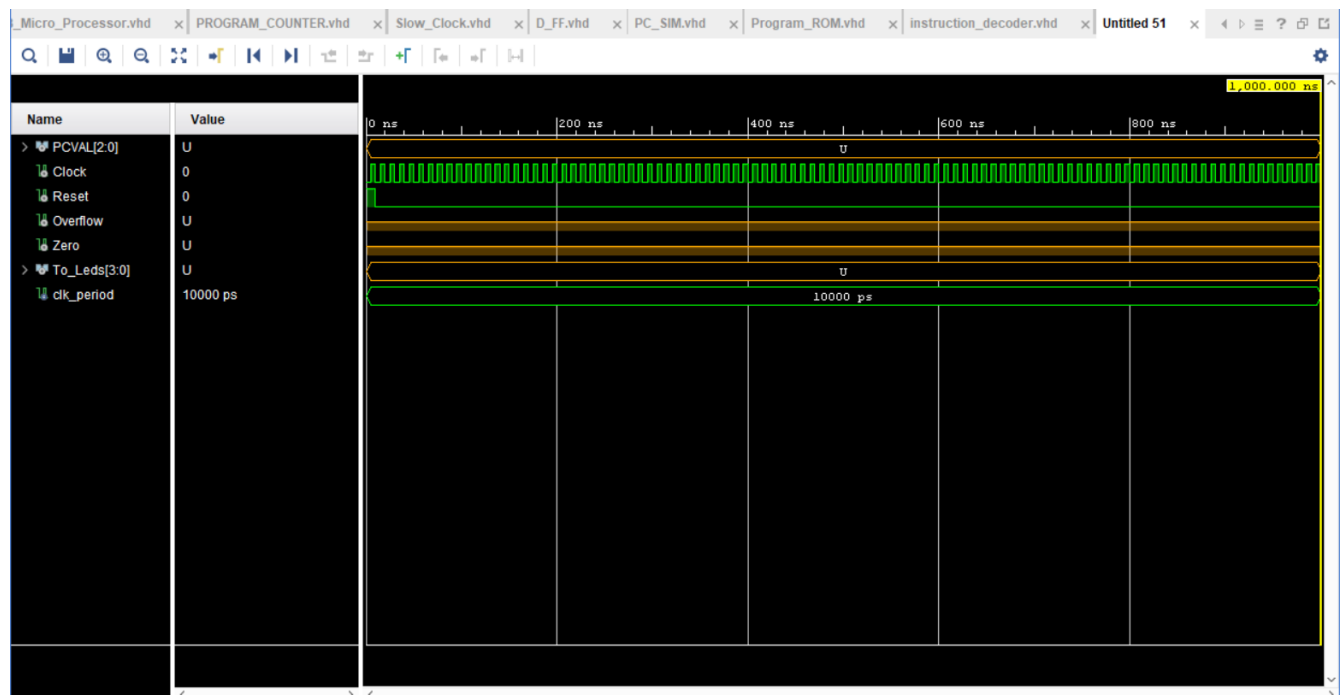 _Micro_Processor.vhd PROGRAM_COUNTER.vhd Slow_Clock.vhd D_FF.vhd PC_SIM.vhd Program_ROM.vhd instruction_decoder.vhd Untitled 51
1,000.000 ns
Name Value
0 ns 200 ns 400 ns 600 ns 800 ns
PCVAL[2:0] U U
Clock 0
Reset 0
Overflow U
Zero U
To_Leds[3:0] U U
clk_period 10000 ps 10000 ps